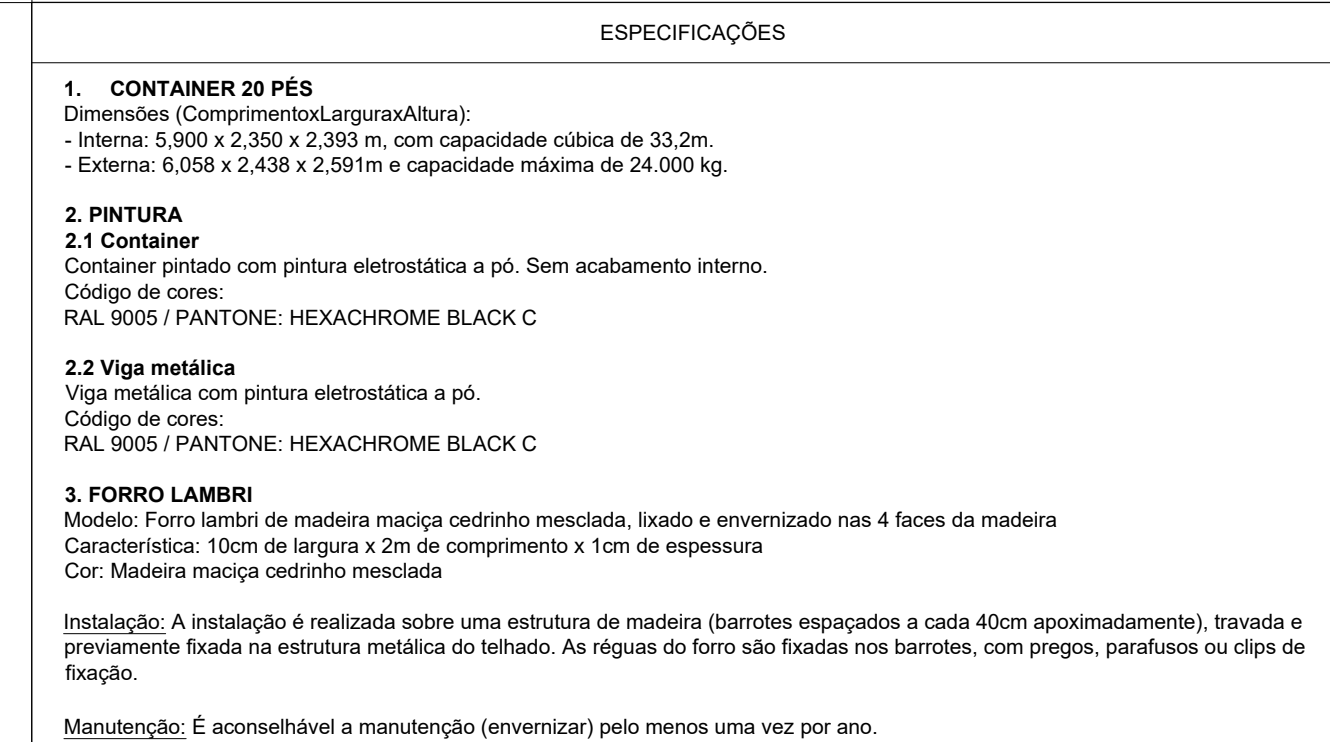 ESPECIFICAÇÕES
1. CONTAINER 20 PÉS
Dimensões (ComprimentoxLarguraxAltura):
- Interna: 5,900 x 2,350 x 2,393 m, com capacidade cúbica de 33,2m.
- Externa: 6,058 x 2,438 x 2,591m e capacidade máxima de 24.000 kg.
2. PINTURA
2.1 Container
Container pintado com pintura eletrostática a pó. Sem acabamento interno.
Código de cores:
RAL 9005 / PANTONE: HEXACHROME BLACK C
2.2 Viga metálica
Viga metálica com pintura eletrostática a pó.
Código de cores:
RAL 9005 / PANTONE: HEXACHROME BLACK C
3. FORRO LAMBRI
Modelo: Forro lambri de madeira maciça cedrinho mesclada, lixado e envernizado nas 4 faces da madeira
Característica: 10cm de largura x 2m de comprimento x 1cm de espessura
Cor: Madeira maciça cedrinho mesclada
Instalação: A instalação é realizada sobre uma estrutura de madeira (barrotes espaçados a cada 40cm apoximadamente), travada e
previamente fixada na estrutura metálica do telhado. As réguas do forro são fixadas nos barrotes, com pregos, parafusos ou clips de
fixação.
Manutenção: É aconselhável a manutenção (envernizar) pelo menos uma vez por ano.